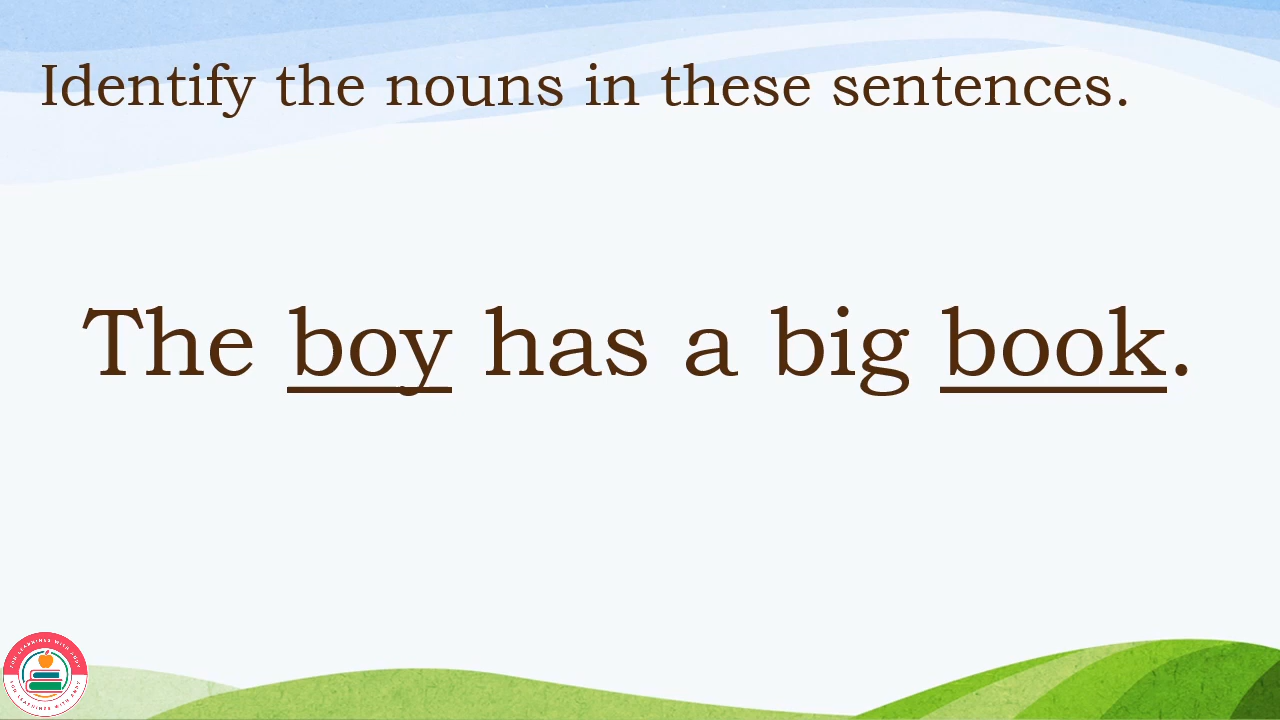 Identify the nouns in these sentences.
The boy has a big book.